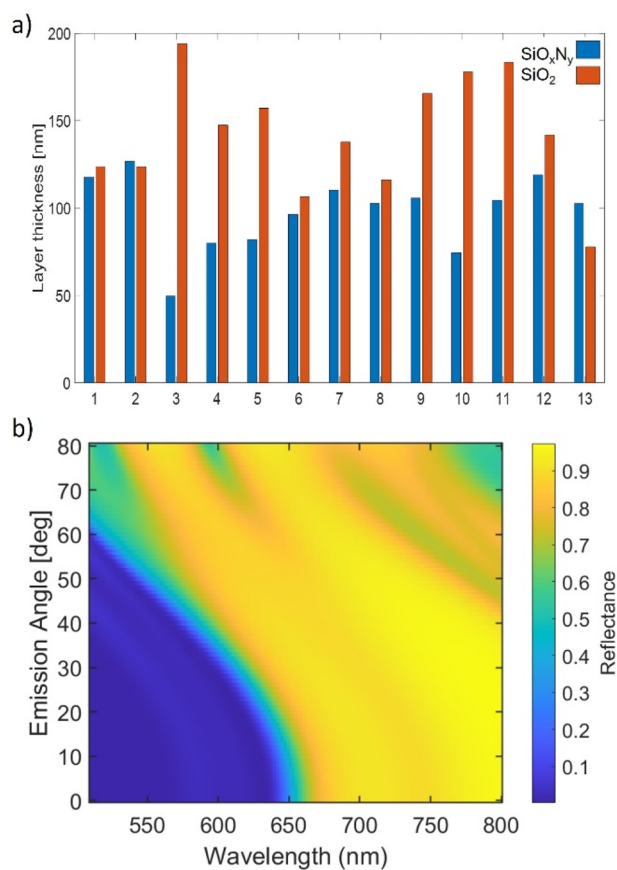 a)
Layer thickness [nm]
200
150
100
50
0
SiOxNy
SiO2
1 2 3 4 5 6 7 8 9 10 11 12 13
b)
Emission Angle [deg]
80
70
60
50
40
30
20
10
0
550 600 650 700 750 800
Wavelength (nm)
0.9
0.8
0.7
0.6
0.5
0.4
0.3
0.2
0.1
Reflectance